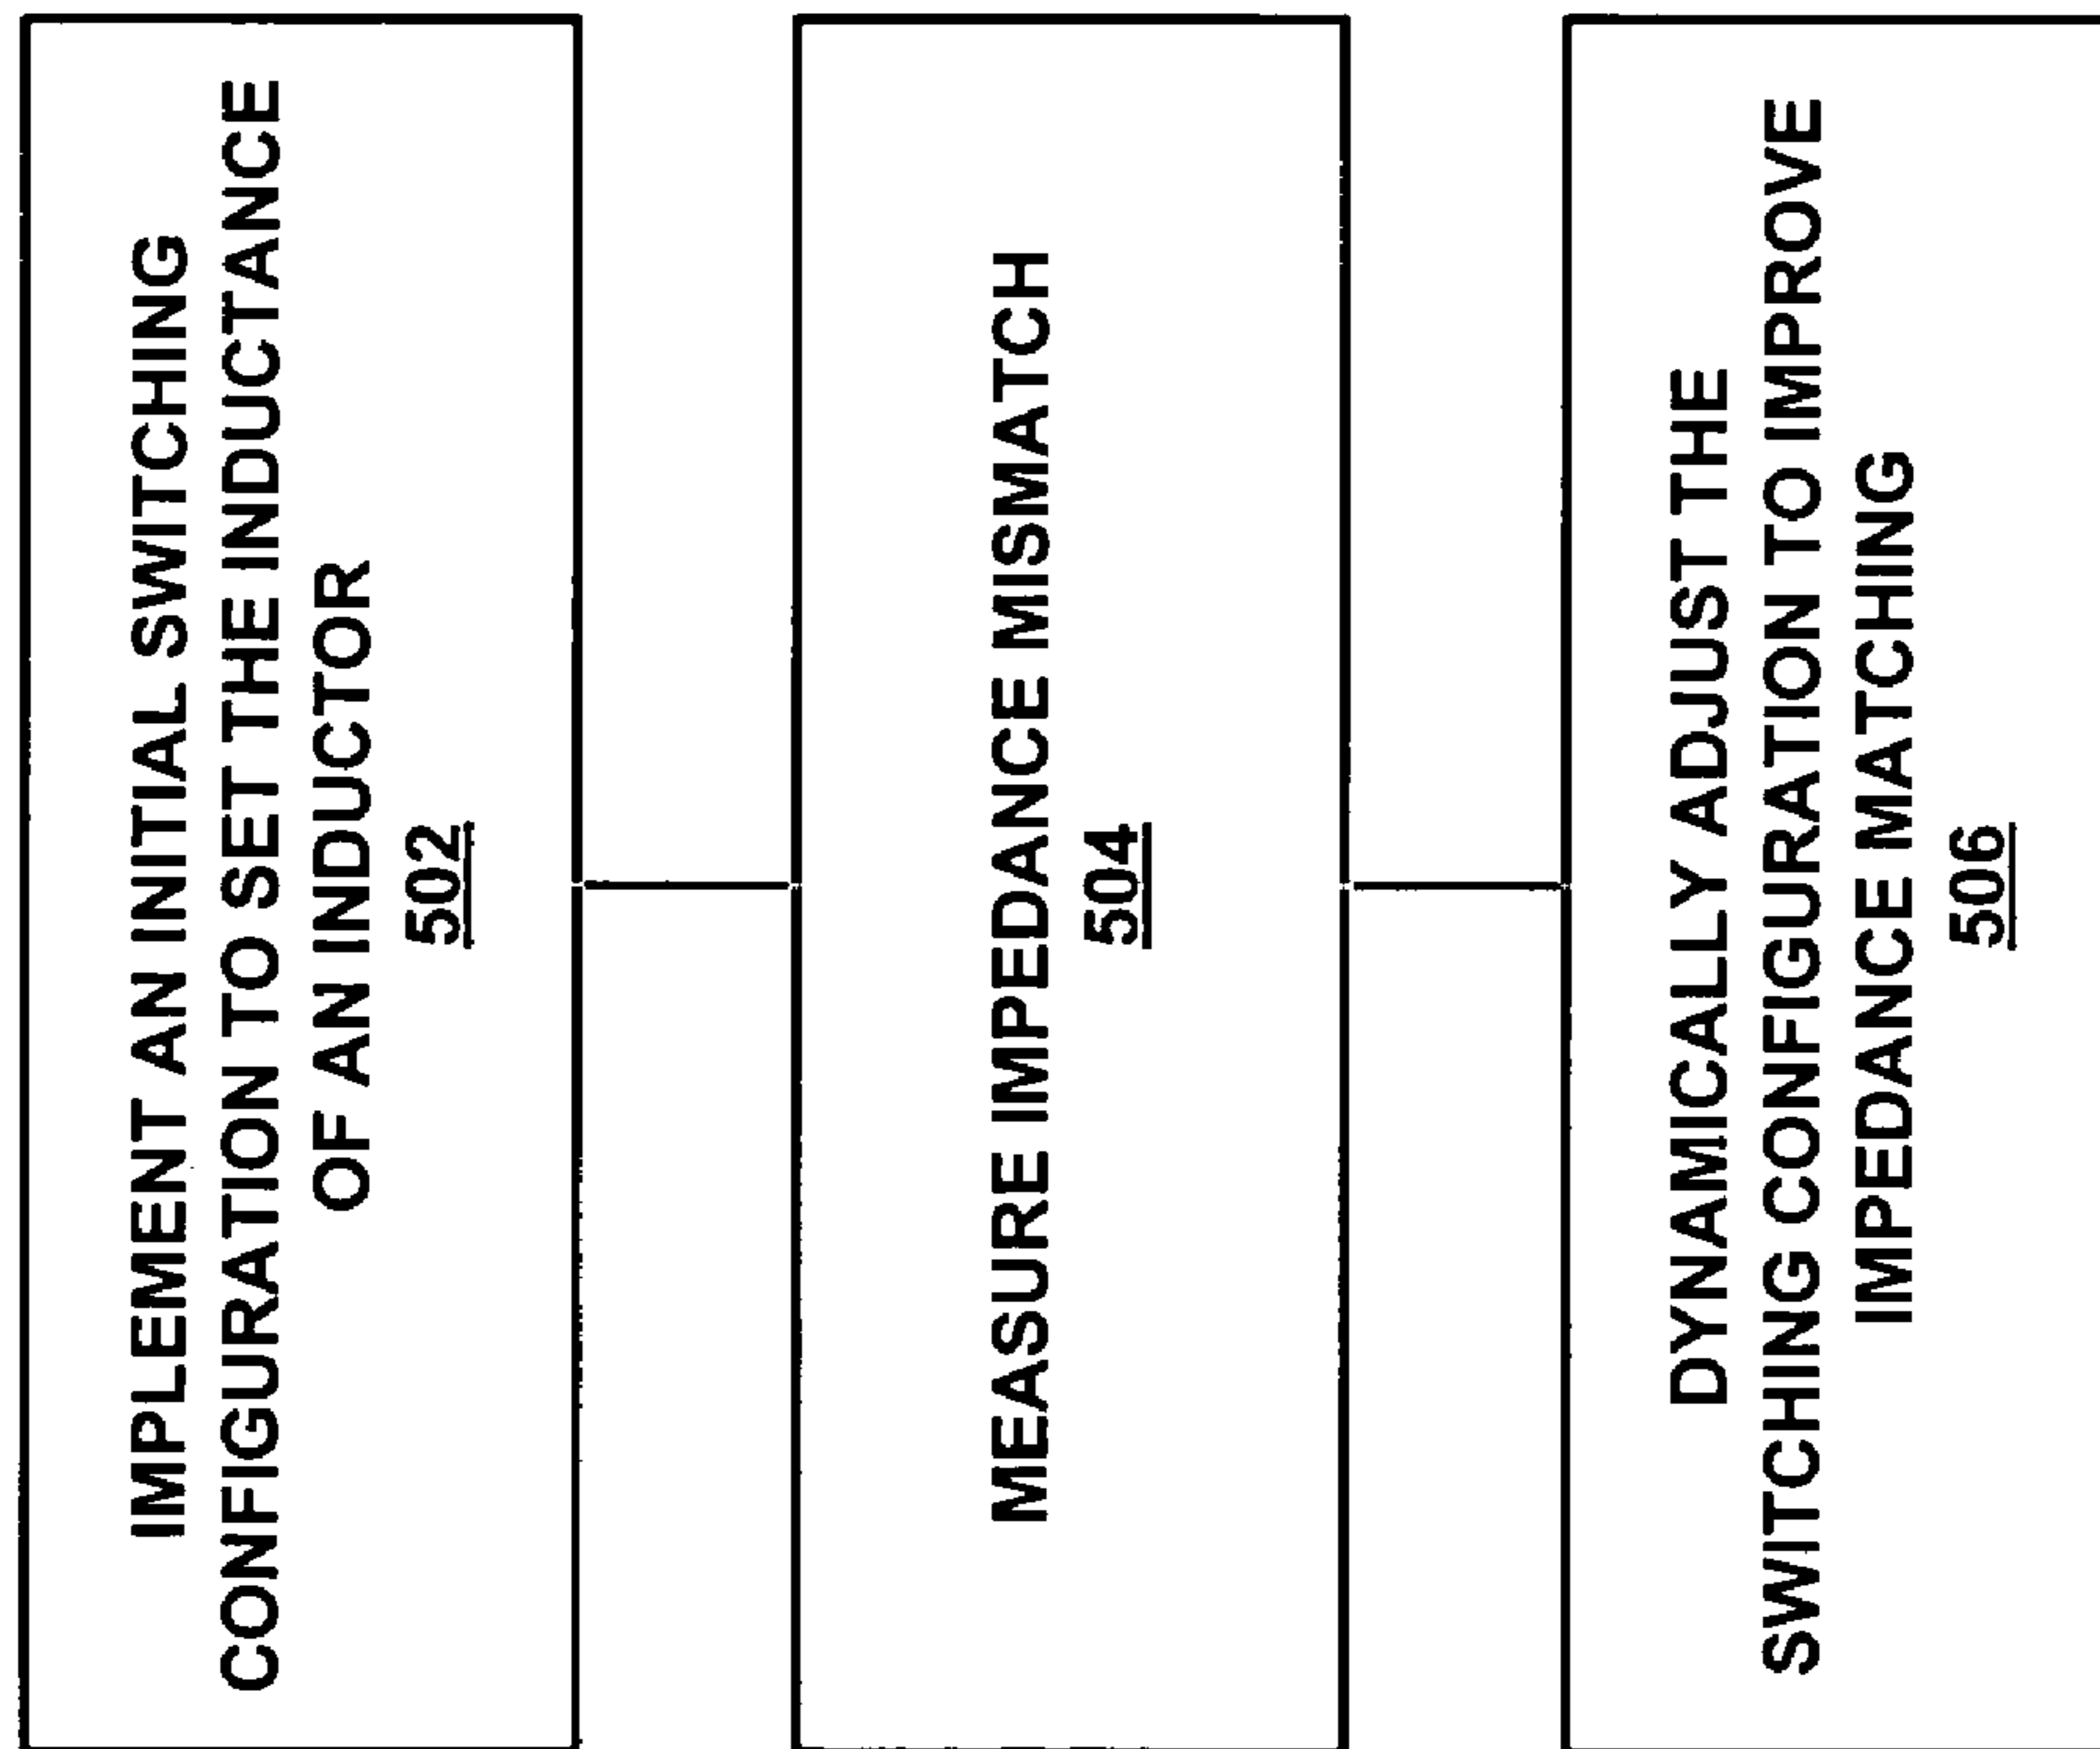 IMPLEMENT AN INITIAL SWITCHING
CONFIGURATION TO SET THE INDUCTANCE
OF AN INDUCTOR
502
MEASURE IMPEDANCE MISMATCH
504
DYNAMICALLY ADJUST THE
SWITCHING CONFIGURATION TO IMPROVE
IMPEDANCE MATCHING
506